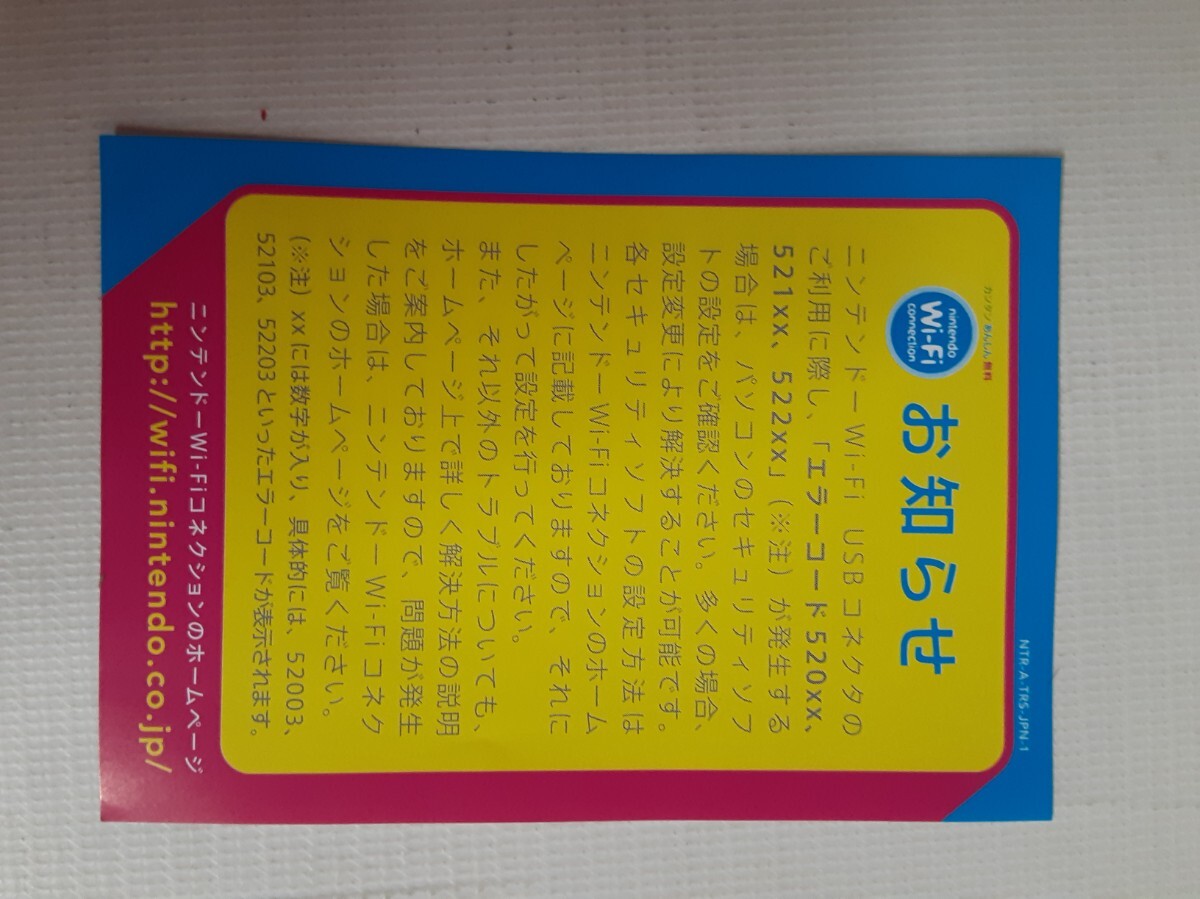 NTR-A-TRS-JPN-1
カンタン あんしん 無料
nintendo
Wi-Fi
connection
お知らせ
ニンテンドーWi-Fi USBコネクタの
ご利用に際し、「エラーコード520xx、
521xx、522xx」(※注)が発生する
場合は、パソコンのセキュリティソフ
トの設定をご確認ください。多くの場合、
設定変更により解決することが可能です。
各セキュリティソフトの設定方法は
ニンテンドーWi-Fiコネクションのホーム
ページに記載しておりますので、それに
したがって設定を行ってください。
また、それ以外のトラブルについても、
ホームページ上で詳しく解決方法の説明
をご案内しておりますので、問題が発生
した場合は、ニンテンドーWi-Fiコネク
ションのホームページをご覧ください。
(※注)xxには数字が入り、具体的には、52003、
52103、52203といったエラーコードが表示されます。
ニンテンドーWi-Fiコネクションのホームページ
http://wifi.nintendo.co.jp/